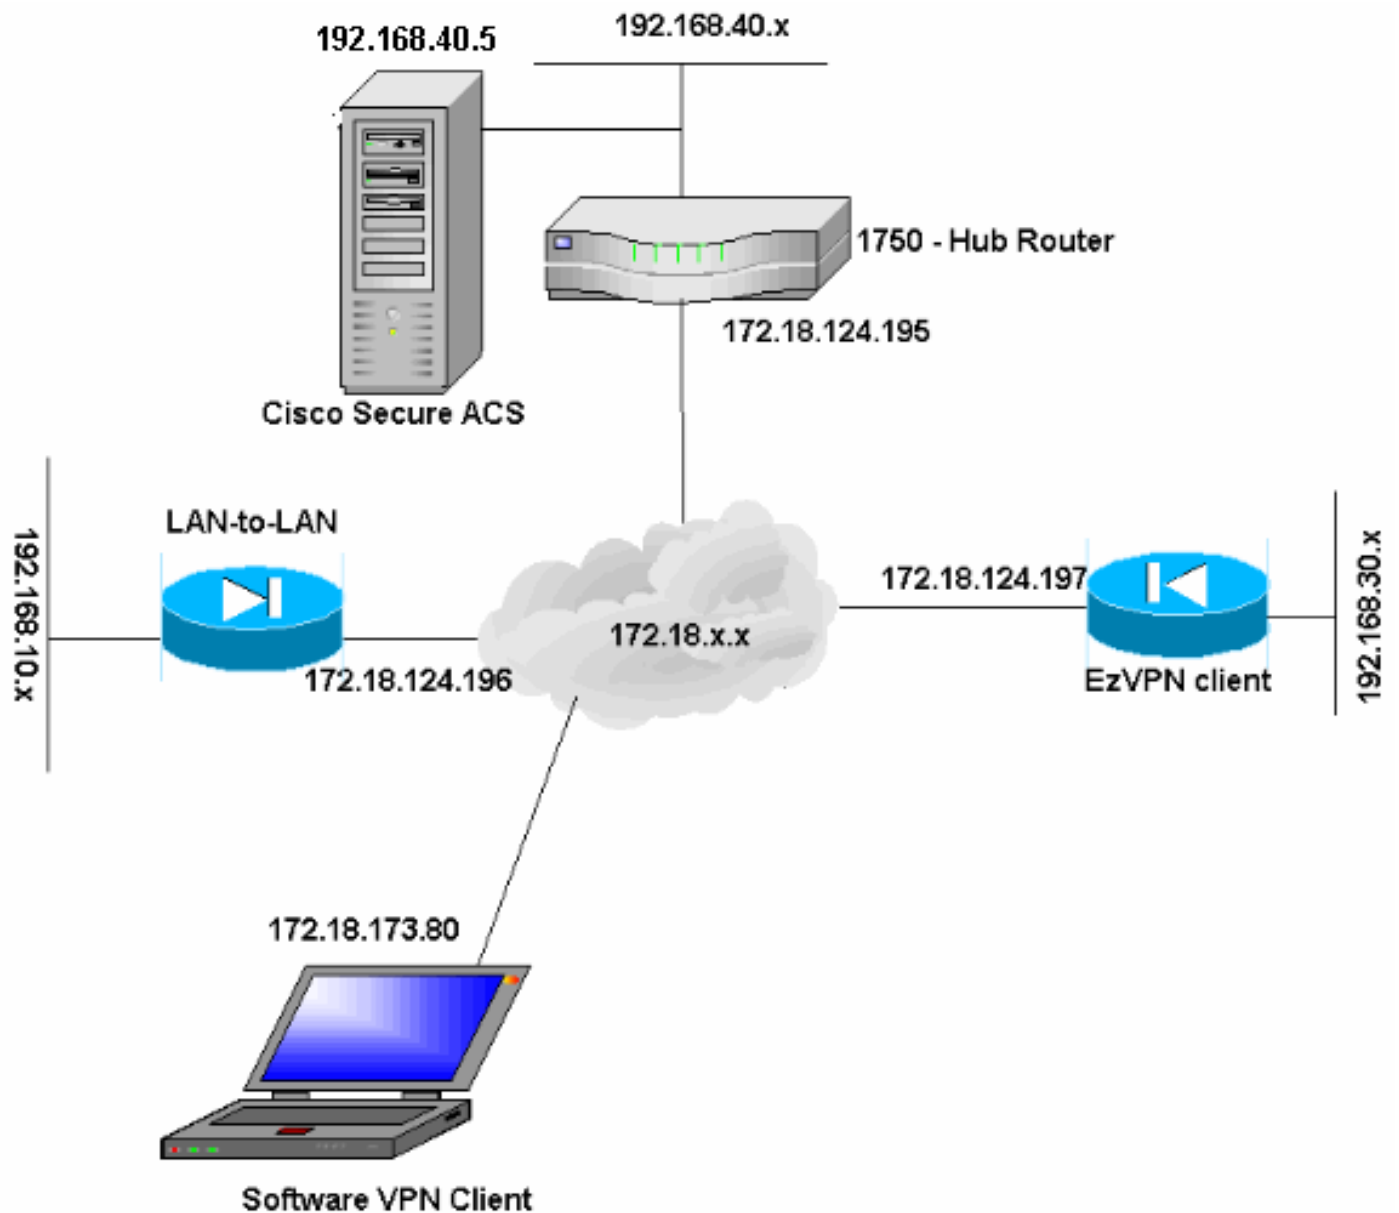 192.168.40.5
192.168.40.x
1750 - Hub Router
172.18.124.195
Cisco Secure ACS
LAN-to-LAN
192.168.10.x
172.18.124.196
172.18.x.x
172.18.124.197
EzVPN client
192.168.30.x
172.18.173.80
Software VPN Client